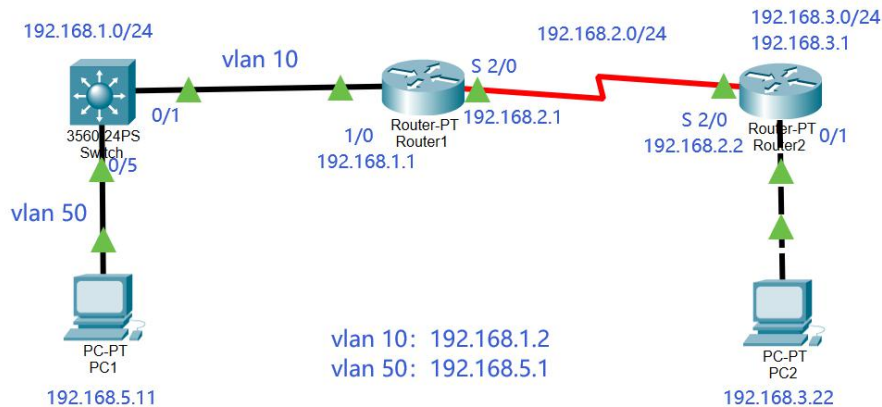 192.168.1.0/24
vlan 10
S 2/0
192.168.2.0/24
192.168.3.0/24
192.168.3.1
3560-24PS
Switch
0/1
0/5
1/0
192.168.1.1
Router-PT
Router1
192.168.2.1
S 2/0
192.168.2.2
Router-PT
Router2
0/1
vlan 50
PC-PT
PC1
192.168.5.11
vlan 10: 192.168.1.2
vlan 50: 192.168.5.1
PC-PT
PC2
192.168.3.22